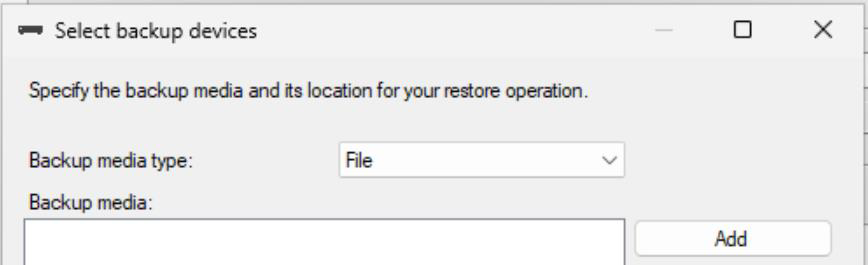 Select backup devices
Specify the backup media and its location for your restore operation.
Backup media type: File
Backup media:
Add